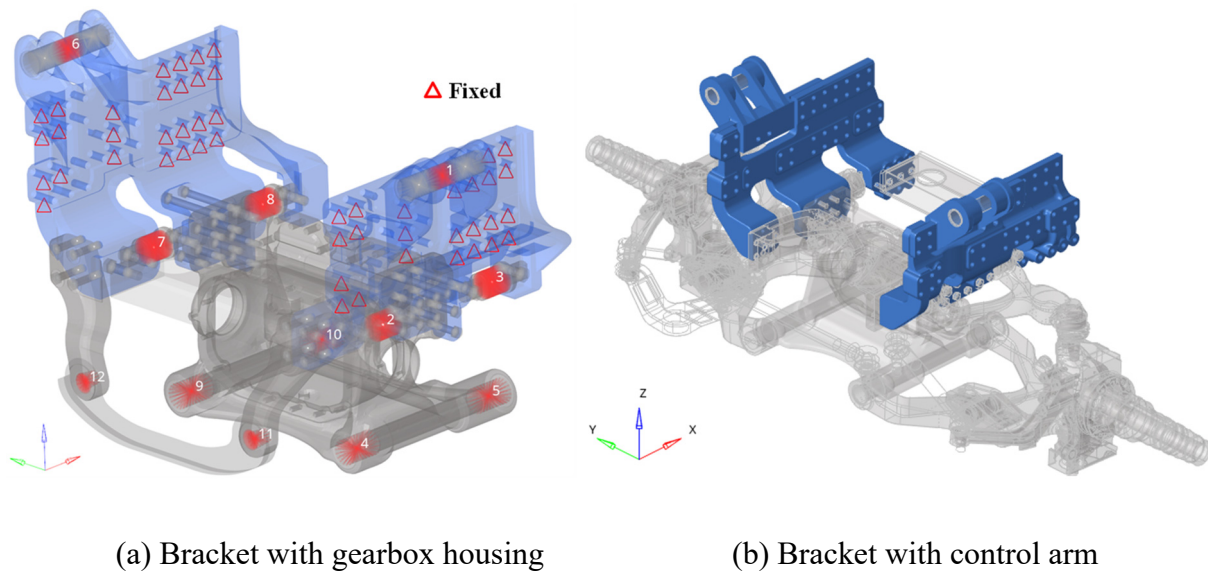 6
Fixed
1
8
7
3
2
10
12
9
5
11
4
Z
Y
X
(a) Bracket with gearbox housing
(b) Bracket with control arm